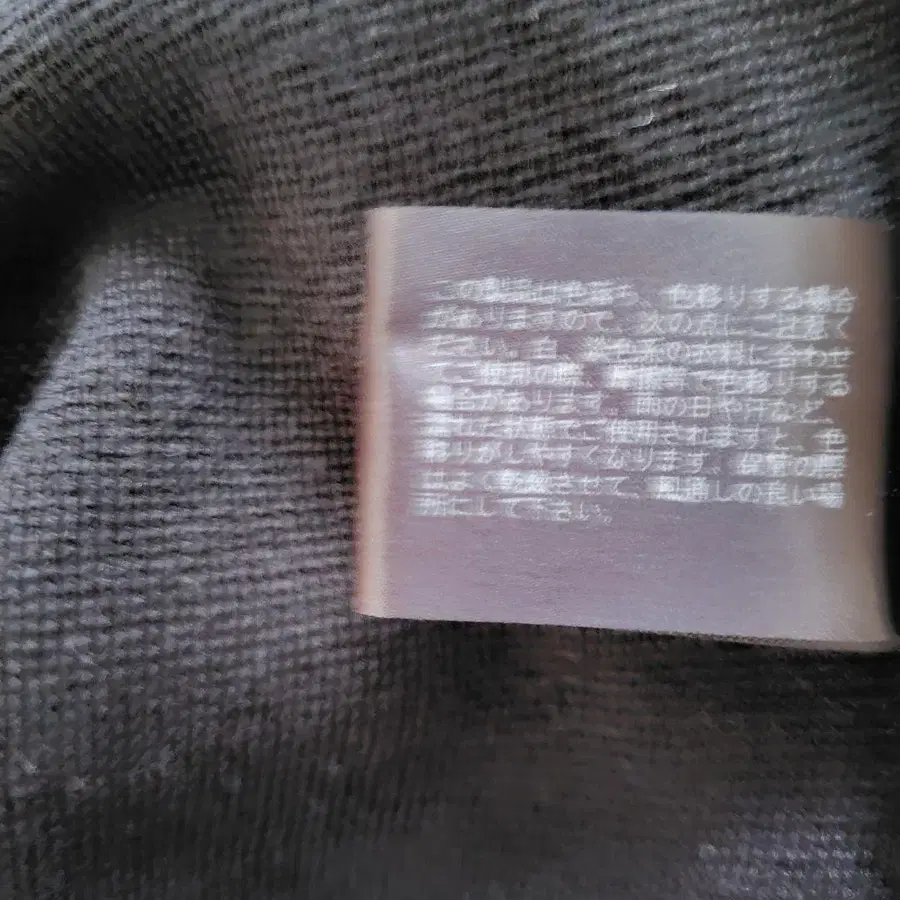 この製品は色落ち、色移りする場合
がありますので、次の点にご注意く
ださい。白、淡色系の衣料に合わせ
てご使用の際、摩擦等で色移りする
場合があります。雨の日や汗など、
濡れた状態でご使用されますと、色
移りがしやすくなります。保管の際
はよく乾燥させて、風通しの良い場
所にして下さい。